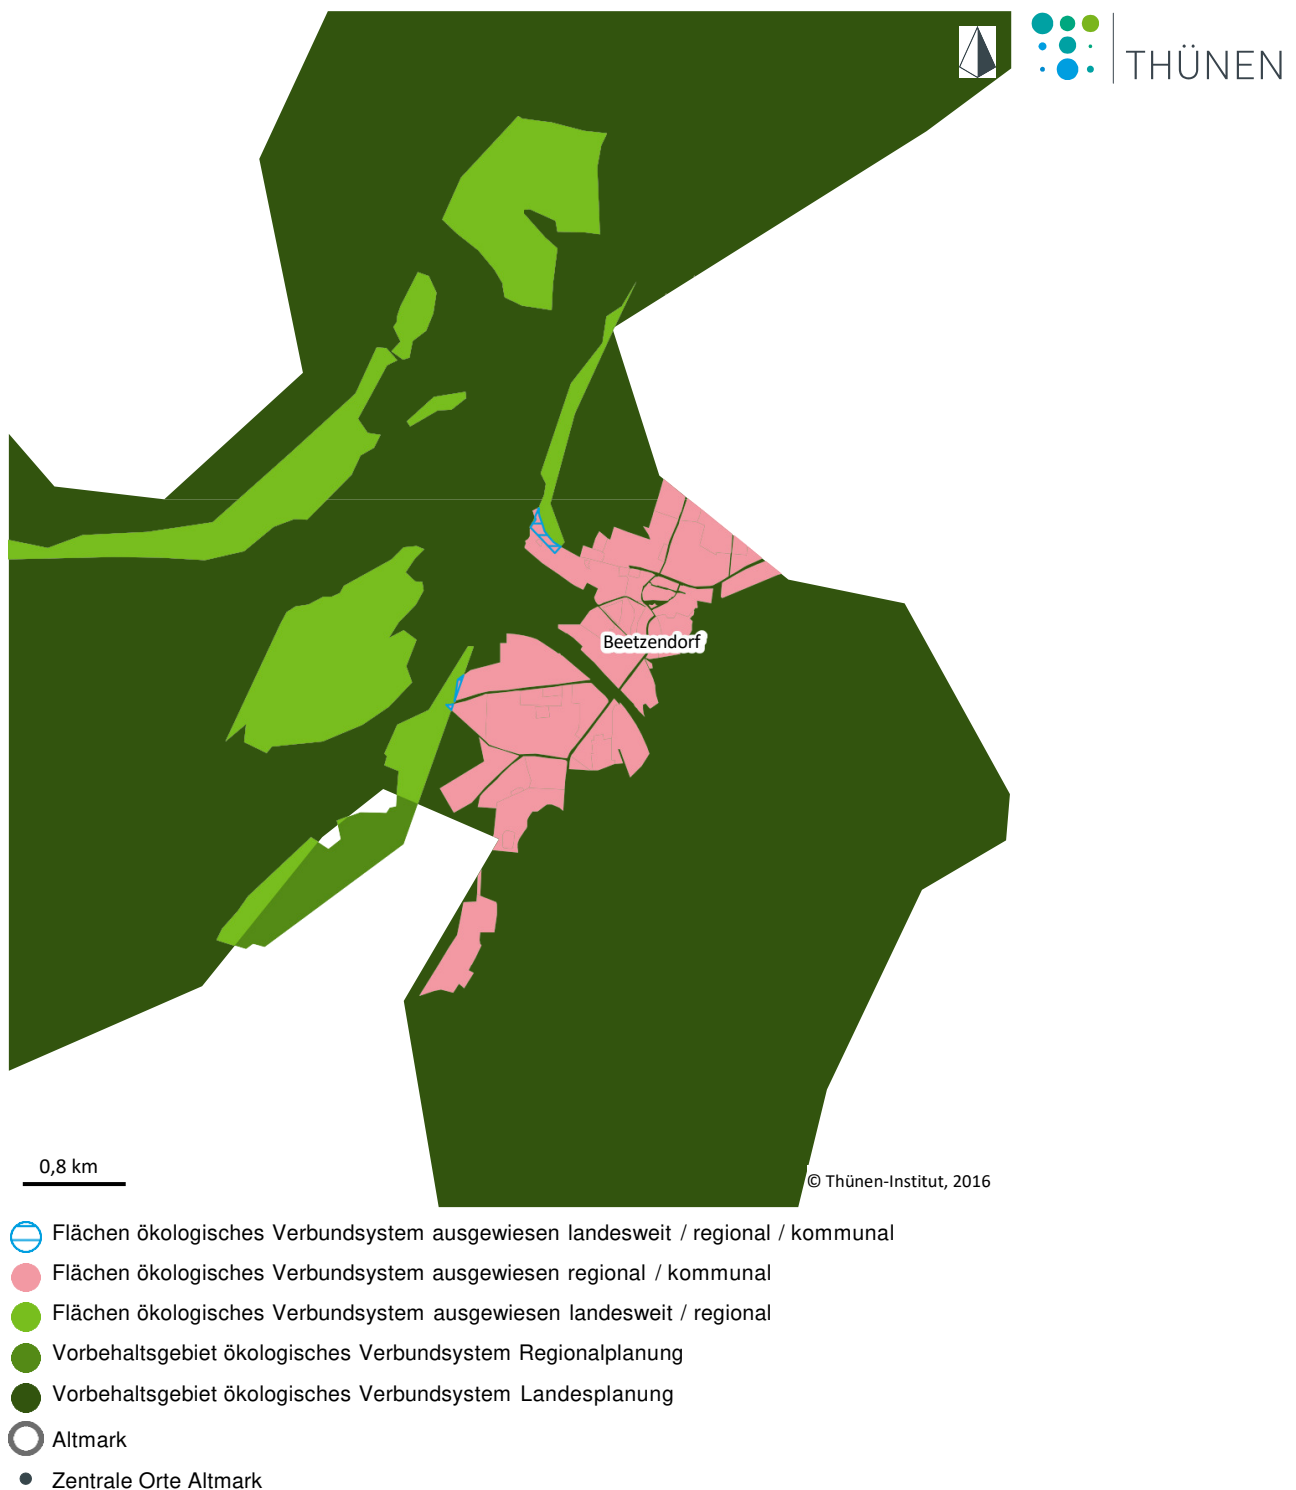 THÜNEN
Beetzendorf
0,8 km
© Thünen-Institut, 2016
Flächen ökologisches Verbundsystem ausgewiesen landesweit / regional / kommunal
Flächen ökologisches Verbundsystem ausgewiesen regional / kommunal
Flächen ökologisches Verbundsystem ausgewiesen landesweit / regional
Vorbehaltsgebiet ökologisches Verbundsystem Regionalplanung
Vorbehaltsgebiet ökologisches Verbundsystem Landesplanung
Altmark
Zentrale Orte Altmark